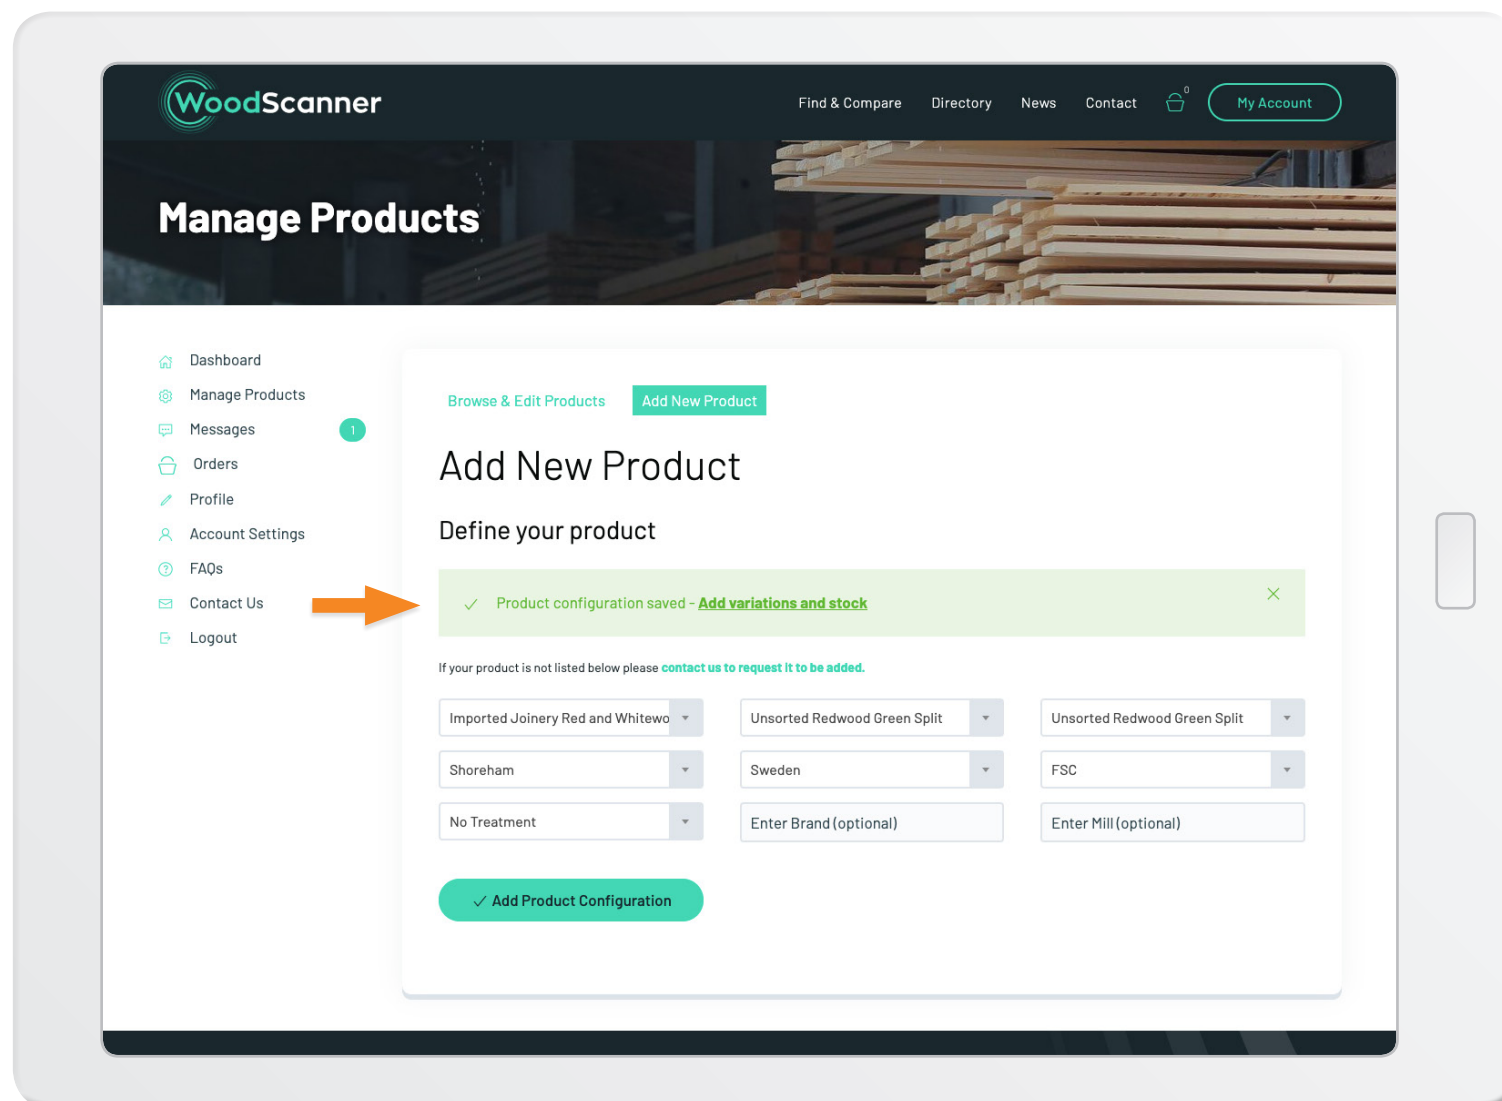 WoodScanner
Find & Compare Directory News Contact 0 My Account
Manage Products
Dashboard
Manage Products
Messages 1
Orders
Profile
Account Settings
FAQs
Contact Us
Logout
Browse & Edit Products Add New Product
Add New Product
Define your product
Product configuration saved - Add variations and stock
If your product is not listed below please contact us to request it to be added.
Imported Joinery Red and Whitewo Unsorted Redwood Green Split Unsorted Redwood Green Split
Shoreham Sweden FSC
No Treatment Enter Brand (optional) Enter Mill (optional)
Add Product Configuration